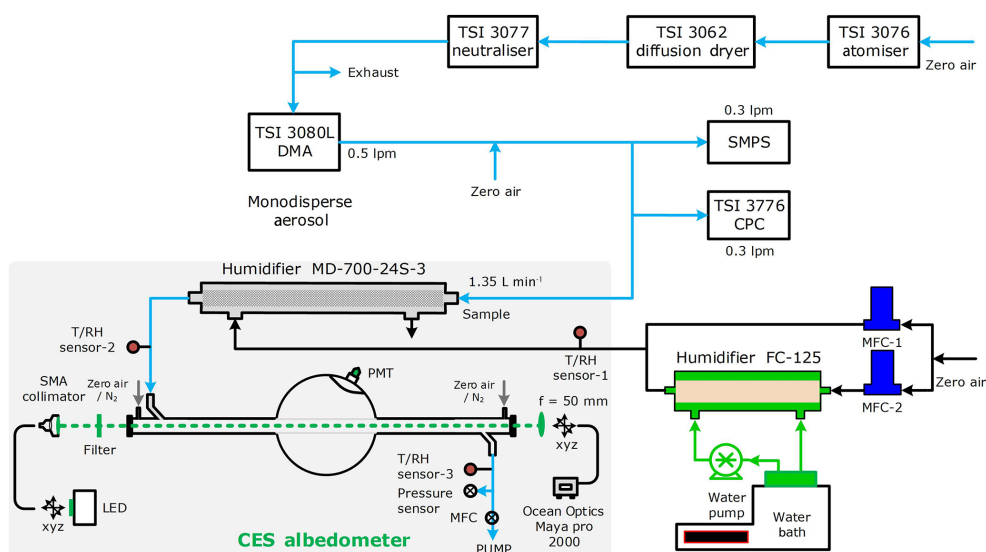 TSI 3077
neutraliser
TSI 3062
diffusion dryer
TSI 3076
atomiser
Zero air
Exhaust
TSI 3080L
DMA
0.5 lpm
Zero air
0.3 lpm
SMPS
Monodisperse
aerosol
TSI 3776
CPC
0.3 lpm
Humidifier MD-700-24S-3
1.35 L min⁻¹
Sample
T/RH
sensor-2
T/RH
sensor-1
MFC-1
Humidifier FC-125
Zero air
MFC-2
SMA
collimator
Zero air
/ N₂
PMT
Zero air
/ N₂
f = 50 mm
Filter
xyz
T/RH
sensor-3
Pressure
sensor
MFC
PUMP
xyz
LED
Ocean Optics
Maya pro
2000
CES albedometer
Water
pump
Water
bath